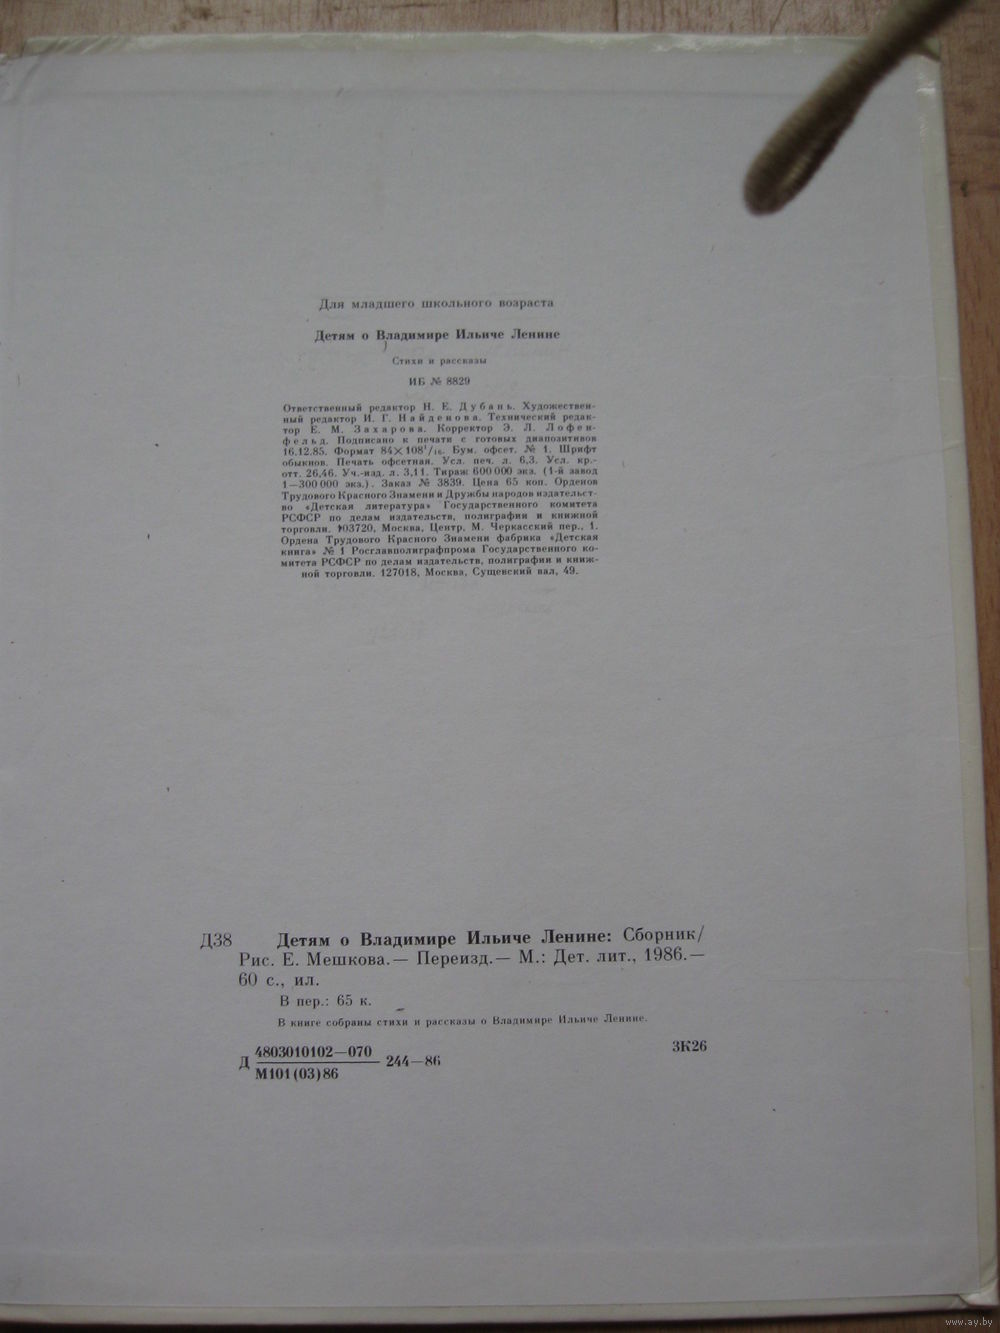 Для младшего школьного возраста
Детям о Владимире Ильиче Ленине
Стихи и рассказы
ИБ № 8829
Ответственный редактор Н. Е. Дубань. Художествен-
ный редактор И. Г. Найденова. Технический редак-
тор Е. М. Захарова. Корректор Э. Л. Лофен-
фельд. Подписано к печати с готовых диапозитивов
16.12.85. Формат 84×108¹/₁₆. Бум. офсет. № 1. Шрифт
обыкнов. Печать офсетная. Усл. печ. л. 6,3. Усл. кр.-
отт. 26,46. Уч.-изд. л. 3,11. Тираж 600 000 экз. (1-й завод
1—300 000 экз.). Заказ № 3839. Цена 65 коп. Орденов
Трудового Красного Знамени и Дружбы народов издательст-
во «Детская литература» Государственного комитета
РСФСР по делам издательств, полиграфии и книжной
торговли. 103720, Москва, Центр, М. Черкасский пер., 1.
Ордена Трудового Красного Знамени фабрика «Детская
книга» № 1 Росглавполиграфпрома Государственного ко-
митета РСФСР по делам издательств, полиграфии и книж-
ной торговли. 127018, Москва, Сущевский вал, 49.
Д38 Детям о Владимире Ильиче Ленине: Сборник/
Рис. Е. Мешкова.— Переизд.— М.: Дет. лит., 1986.—
60 с., ил.
В пер.: 65 к.
В книге собраны стихи и рассказы о Владимире Ильиче Ленине.
Д 4803010102—070 244—86 3К26
М101(03)86
www.ay.by